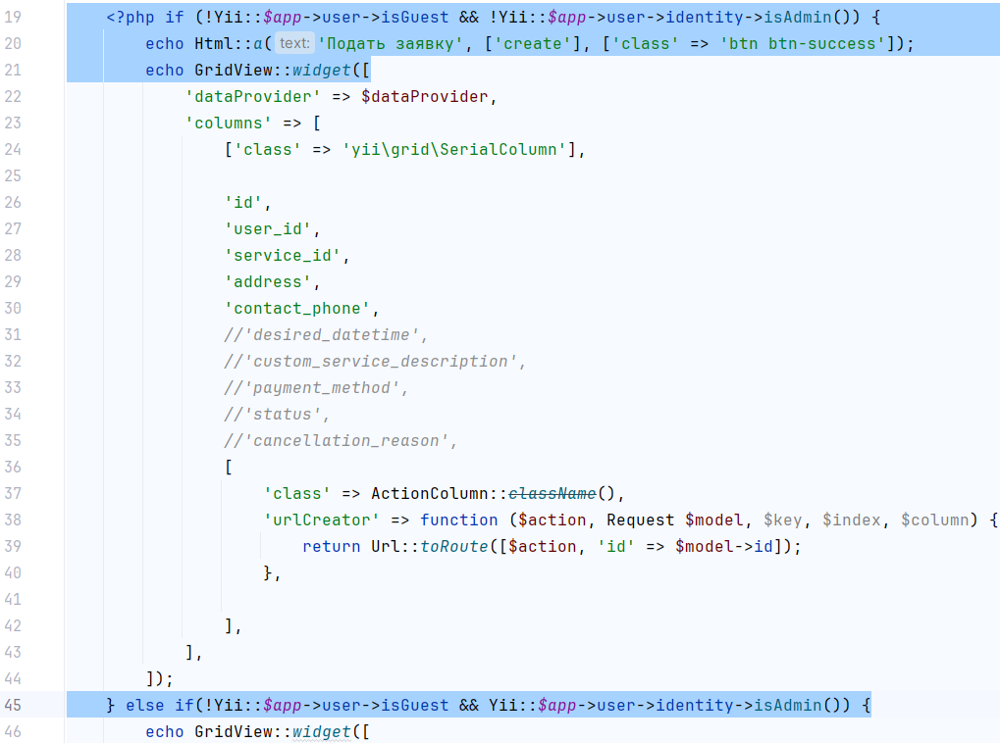 19 <?php if (!Yii::$app->user->isGuest && !Yii::$app->user->identity->isAdmin()) {
20 echo Html::a( text: 'Подать заявку', ['create'], ['class' => 'btn btn-success']);
21 echo GridView::widget([
22 'dataProvider' => $dataProvider,
23 'columns' => [
24 ['class' => 'yii\grid\SerialColumn'],
25
26 'id',
27 'user_id',
28 'service_id',
29 'address',
30 'contact_phone',
31 //'desired_datetime',
32 //'custom_service_description',
33 //'payment_method',
34 //'status',
35 //'cancellation_reason',
36 [
37 'class' => ActionColumn::className(),
38 'urlCreator' => function ($action, Request $model, $key, $index, $column) {
39 return Url::toRoute([$action, 'id' => $model->id]);
40 },
41
42 ],
43 ],
44 ]);
45 } else if(!Yii::$app->user->isGuest && Yii::$app->user->identity->isAdmin()) {
46 echo GridView::widget([